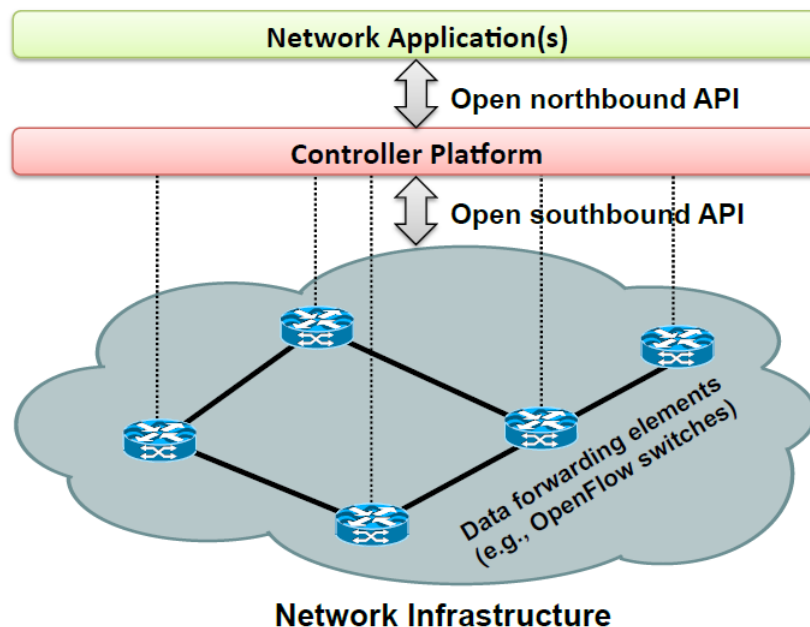 Network Application(s)
Open northbound API
Controller Platform
Open southbound API
Data forwarding elements
(e.g., OpenFlow switches)
Network Infrastructure